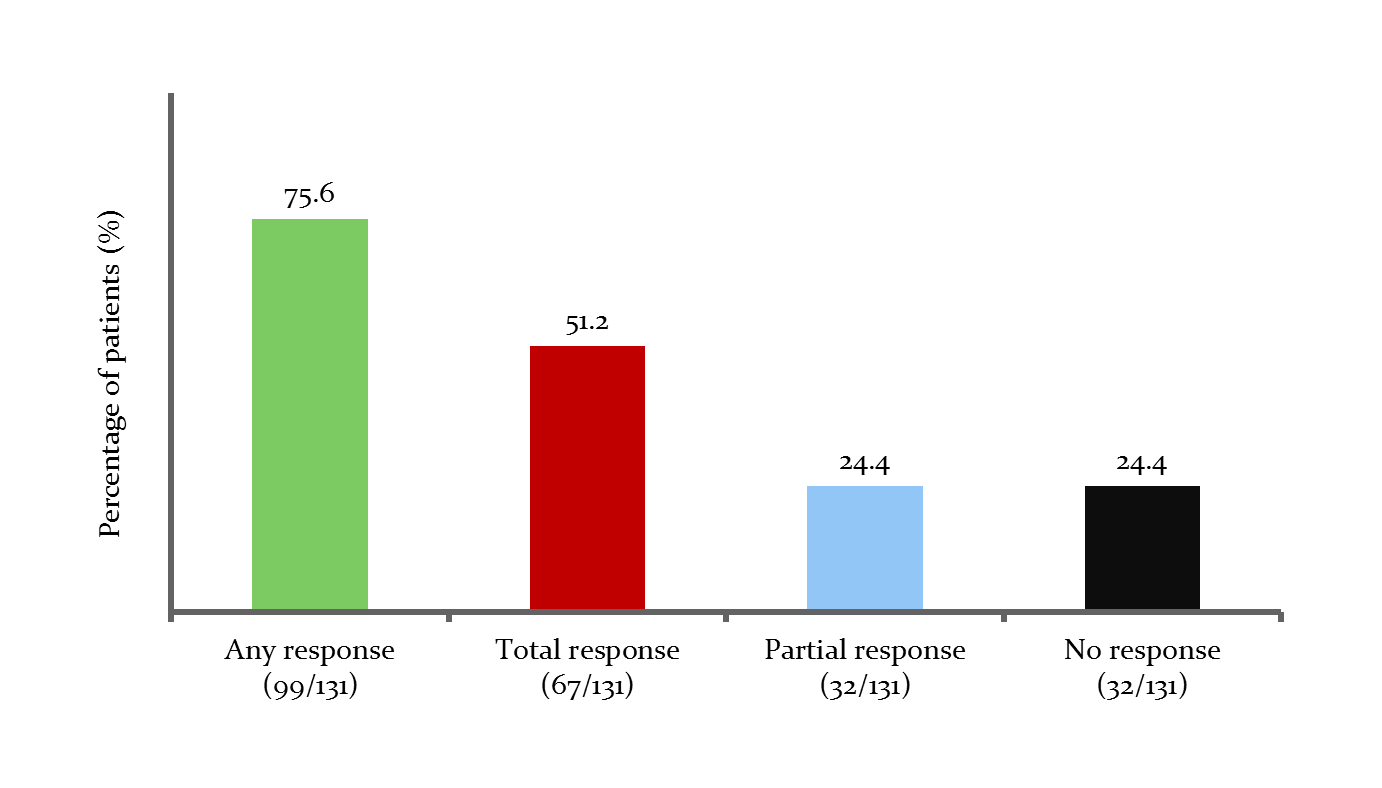 Percentage of patients (%)
75.6
51.2
24.4
24.4
Any response
(99/131)
Total response
(67/131)
Partial response
(32/131)
No response
(32/131)